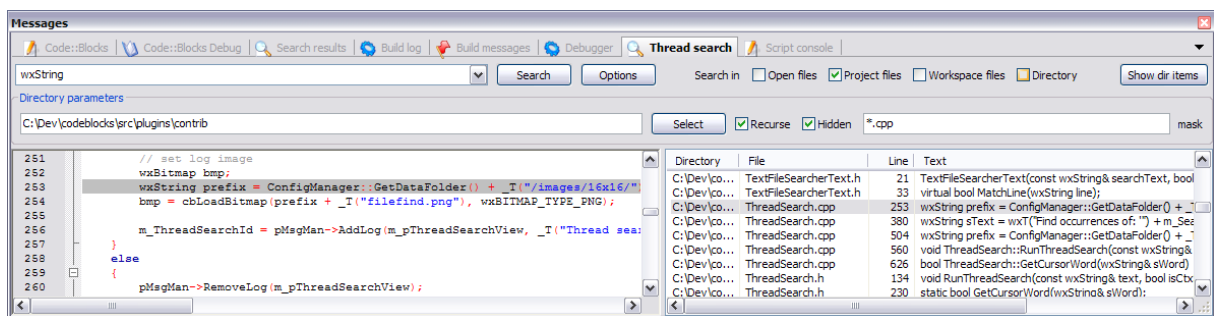 Messages
Code::Blocks Code::Blocks Debug Search results Build log Build messages Debugger Thread search Script console
wxString Search Options Search in Open files Project files Workspace files Directory Show dir items
Directory parameters
C:\Dev\codeblocks\src\plugins\contrib Select Recurse Hidden *.cpp mask
251 // set log image
252 wxBitmap bmp;
253 wxString prefix = ConfigManager::GetDataFolder() + _T("/images/16x16/"
254 bmp = cbLoadBitmap(prefix + _T("filefind.png"), wxBITMAP_TYPE_PNG);
255
256 m_ThreadSearchId = pMsgMan->AddLog(m_pThreadSearchView, _T("Thread sea
257 }
258 else
259 {
260 pMsgMan->RemoveLog(m_pThreadSearchView);
Directory File Line Text
C:\Dev\co... TextFileSearcherText.h 21 TextFileSearcherText(const wxString& searchText, bool
C:\Dev\co... TextFileSearcherText.h 33 virtual bool MatchLine(wxString line);
C:\Dev\co... ThreadSearch.cpp 253 wxString prefix = ConfigManager::GetDataFolder() + _
C:\Dev\co... ThreadSearch.cpp 380 wxString sText = wxT("Find occurrences of: '") + m_Sea
C:\Dev\co... ThreadSearch.cpp 504 wxString prefix = ConfigManager::GetDataFolder() + _
C:\Dev\co... ThreadSearch.cpp 560 void ThreadSearch::RunThreadSearch(const wxString&
C:\Dev\co... ThreadSearch.cpp 626 bool ThreadSearch::GetCursorWord(wxString& sWord)
C:\Dev\co... ThreadSearch.h 134 void RunThreadSearch(const wxString& text, bool isCtx
C:\Dev\co... ThreadSearch.h 230 static bool GetCursorWord(wxString& sWord);